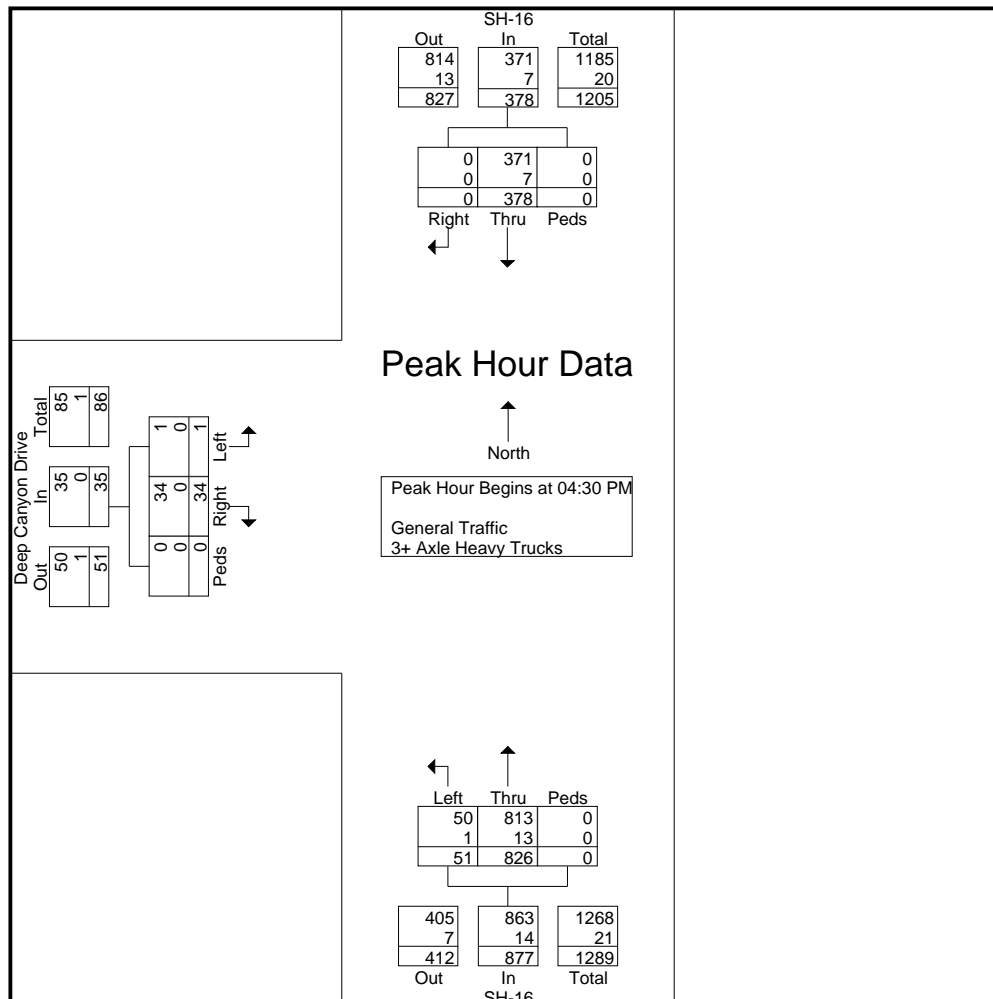 SH-16
Out In Total
814 371 1185
13 7 20
827 378 1205
0 371 0
0 7 0
0 378 0
Right Thru Peds
Peak Hour Data
North
Peak Hour Begins at 04:30 PM
General Traffic
3+ Axle Heavy Trucks
Deep Canyon Drive
Out In Total
50 35 85
1 0 1
51 35 86
0 34 1
0 0 0
0 34 1
Peds Right Left
Left Thru Peds
50 813 0
1 13 0
51 826 0
405 863 1268
7 14 21
412 877 1289
Out In Total
SH-16